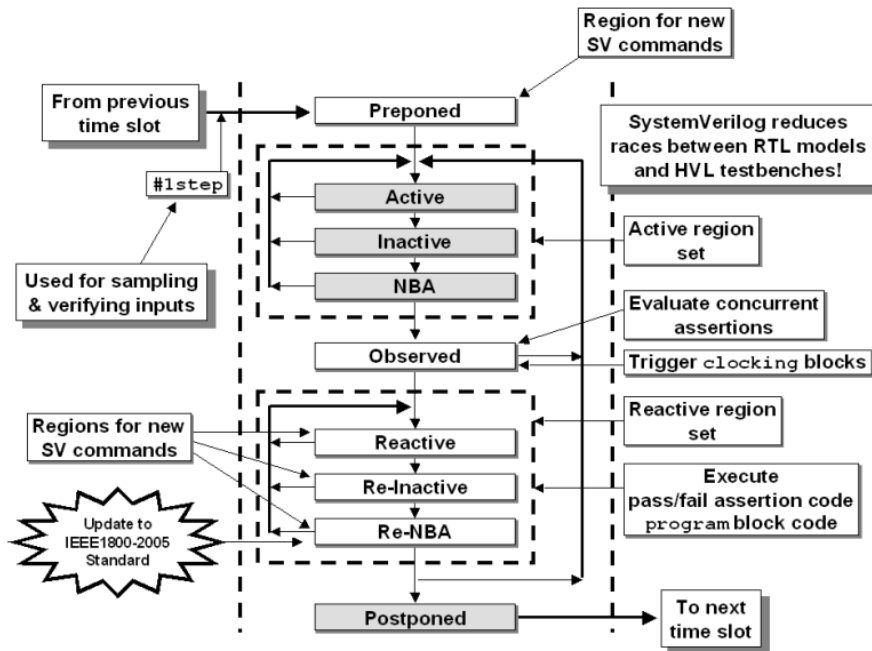 Region for new
SV commands
From previous
time slot
Preponed
SystemVerilog reduces
races between RTL models
and HVL testbenches!
#1step
Active
Inactive
NBA
Active region
set
Used for sampling
& verifying inputs
Evaluate concurrent
assertions
Observed
Trigger clocking blocks
Regions for new
SV commands
Reactive
Reactive region
set
Re-Inactive
Execute
pass/fail assertion code
program block code
Update to
IEEE1800-2005
Standard
Re-NBA
Postponed
To next
time slot